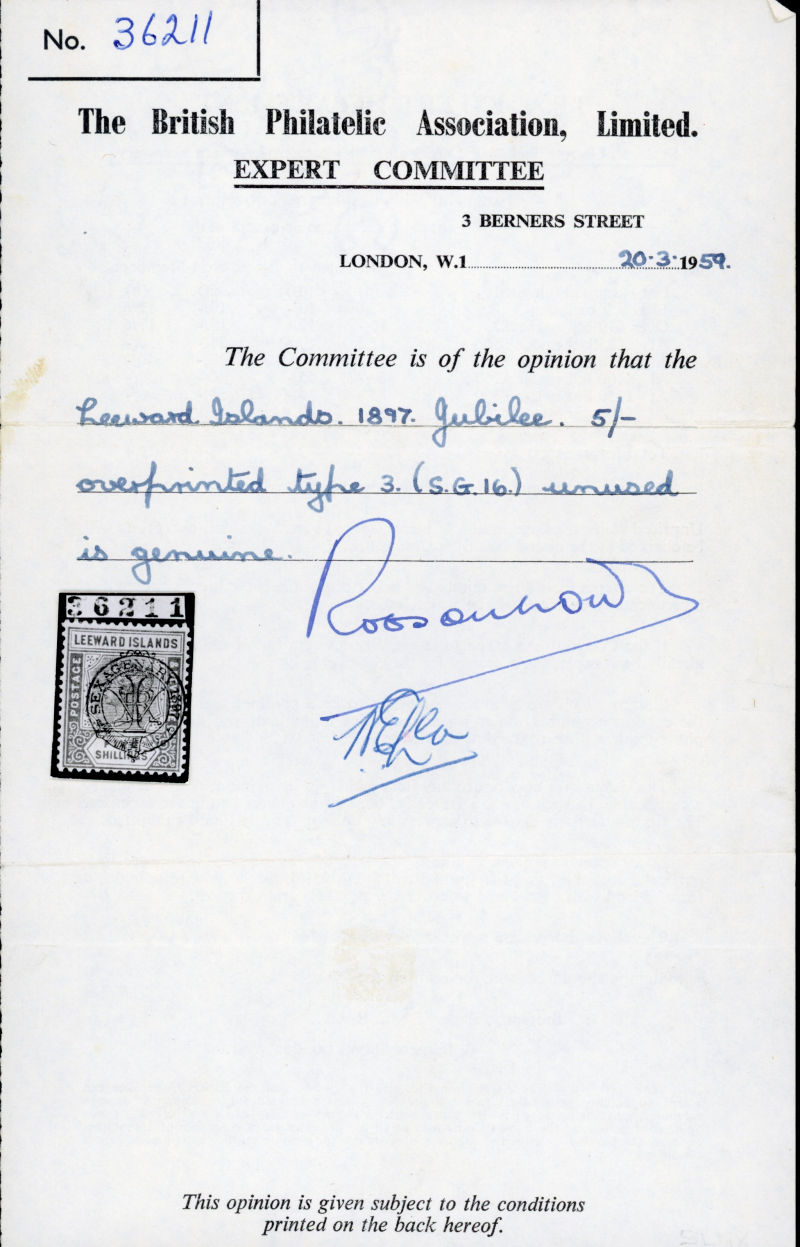 No. 36211
The British Philatelic Association, Limited.
EXPERT COMMITTEE
3 BERNERS STREET
LONDON, W.1. 20·3·1959.
The Committee is of the opinion that the
Leeward Islands. 1897. Jubilee. 5/-
overprinted type 3. (S.G.16.) unused
is genuine.
36211
LEEWARD ISLANDS
POSTAGE
SEXAGENARY 1897
SHILLINGS
This opinion is given subject to the conditions
printed on the back hereof.